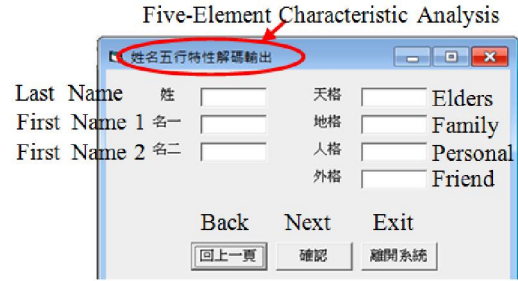 Five-Element Characteristic Analysis
姓名五行特性解碼輸出
Last Name 姓 天格 Elders
First Name 1 名一 地格 Family
First Name 2 名二 人格 Personal
外格 Friend
Back Next Exit
回上一頁 確認 離開系統